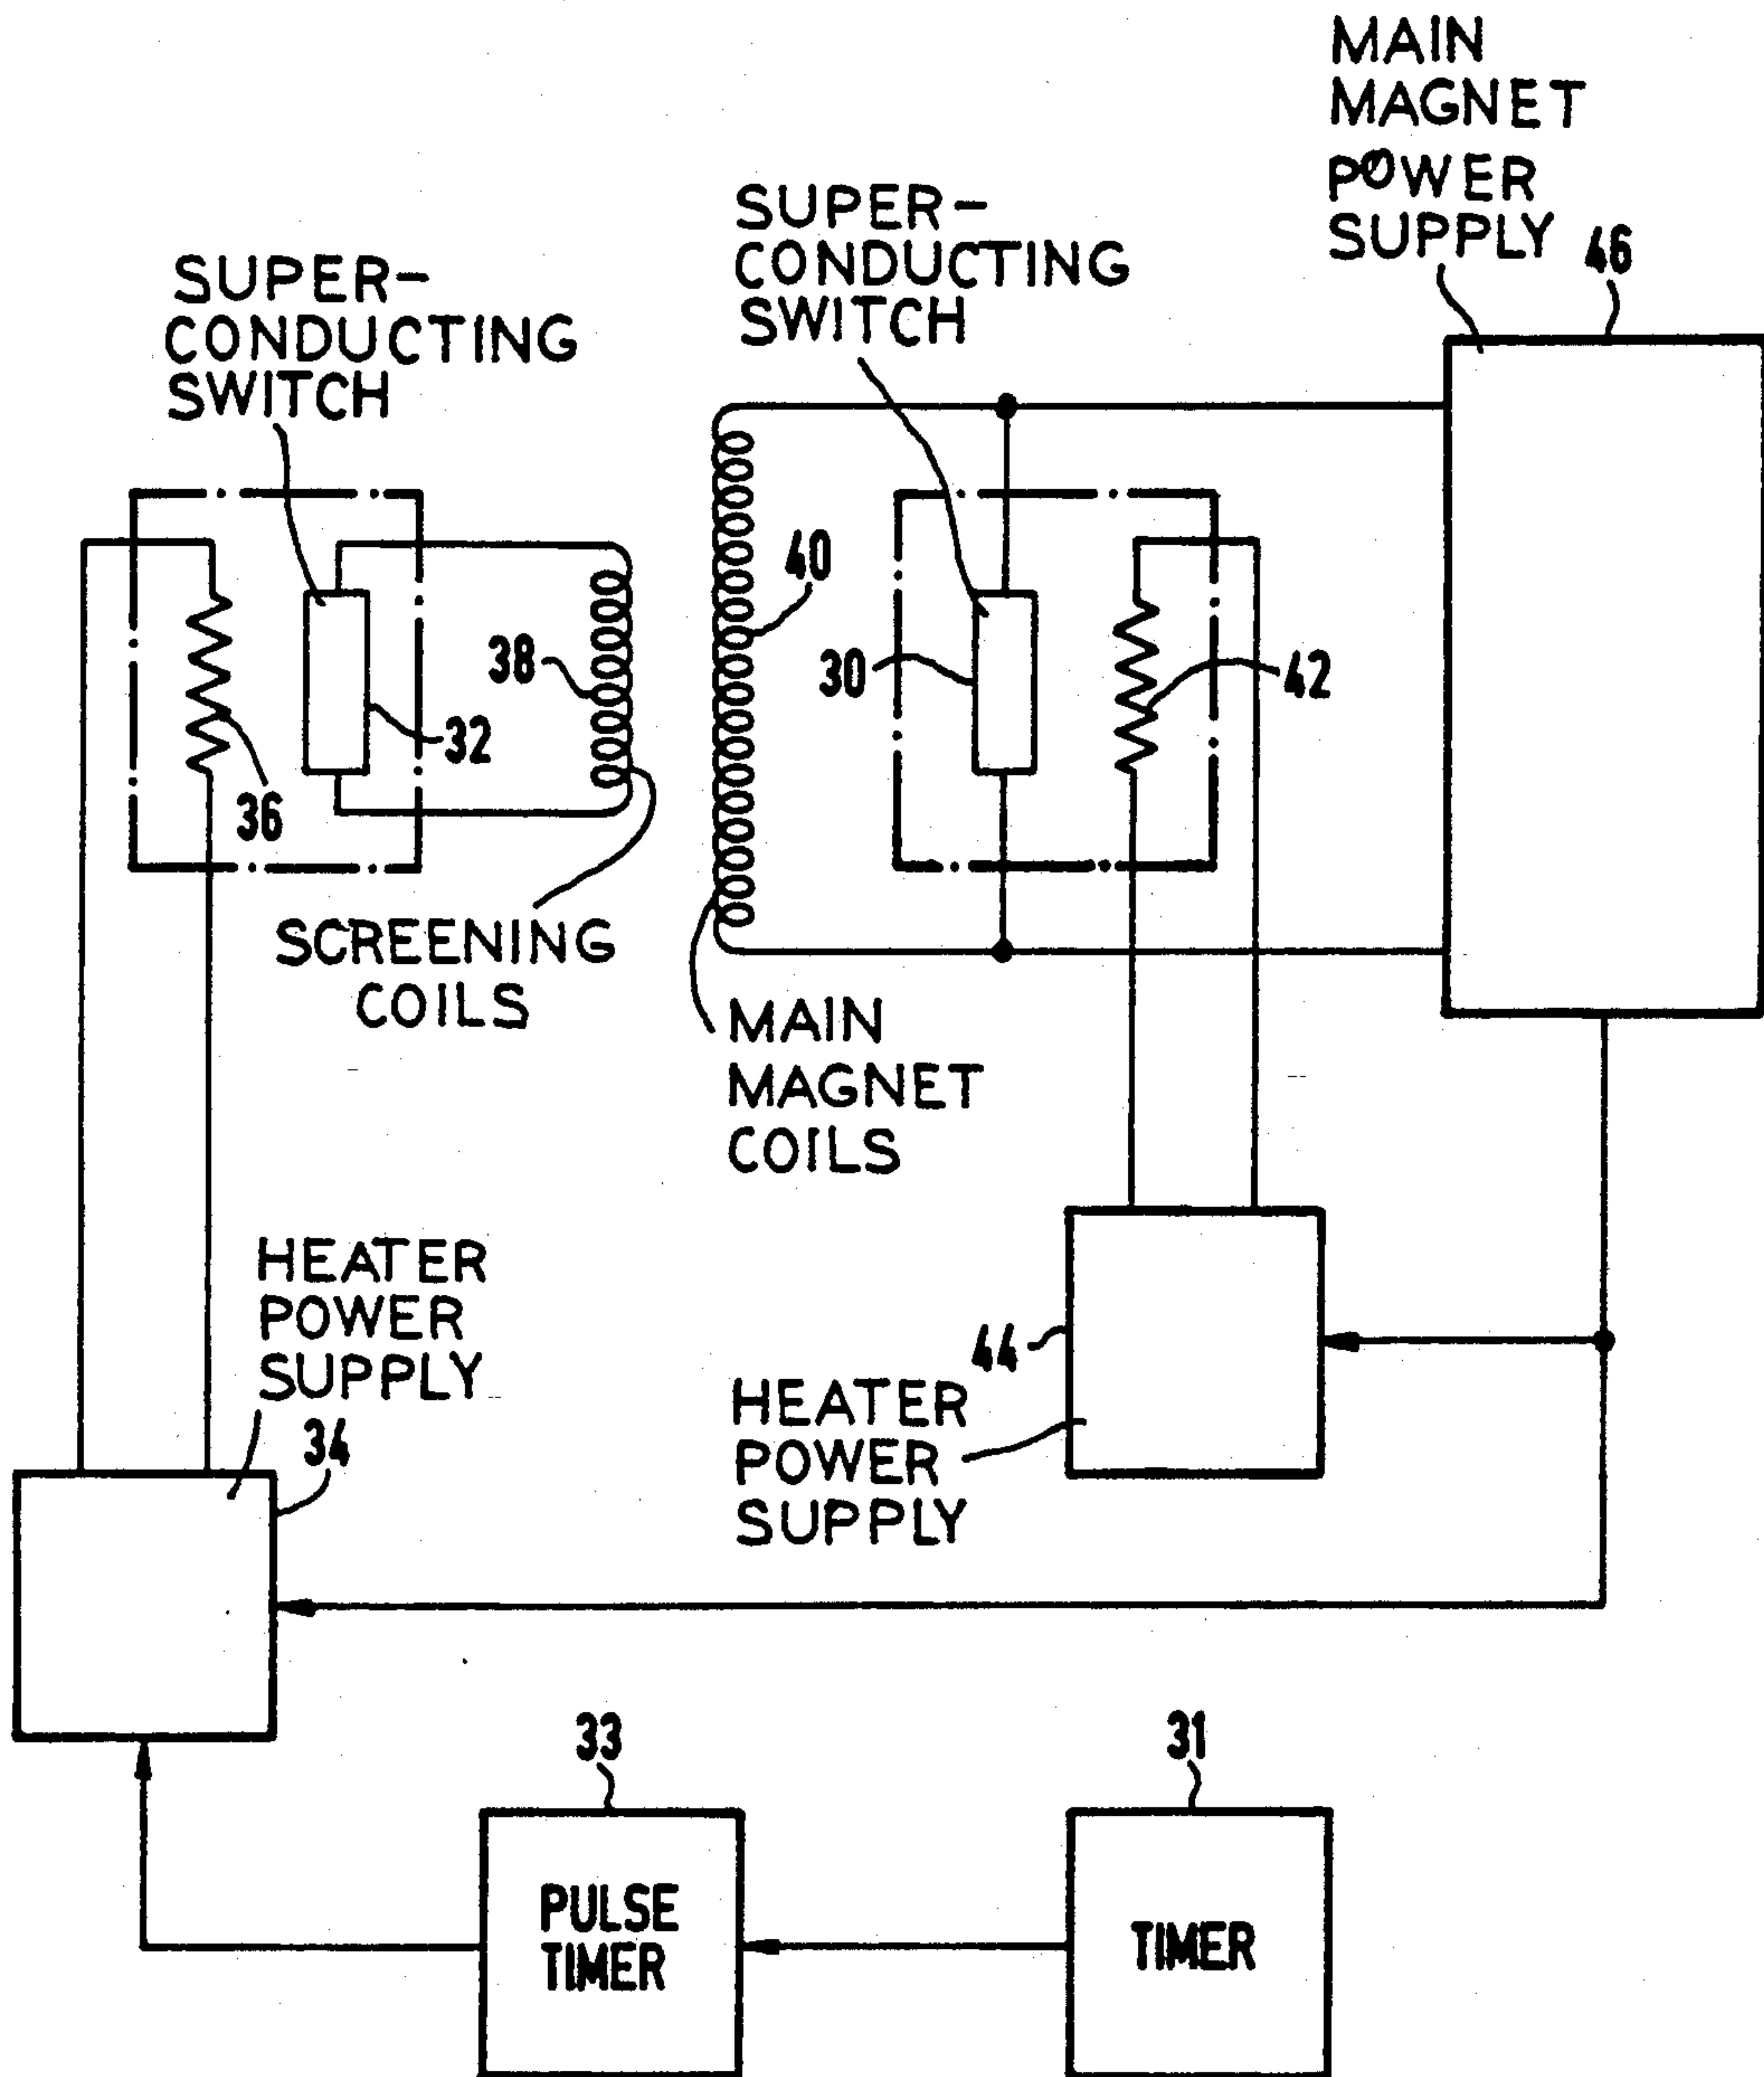 MAIN
MAGNET
POWER
SUPPLY
46
SUPER-
CONDUCTING
SWITCH
SUPER-
CONDUCTING
SWITCH
40
38
30
42
32
36
SCREENING
COILS
MAIN
MAGNET
COILS
HEATER
POWER
SUPPLY
34
44
HEATER
POWER
SUPPLY
33
31
PULSE
TIMER
TIMER